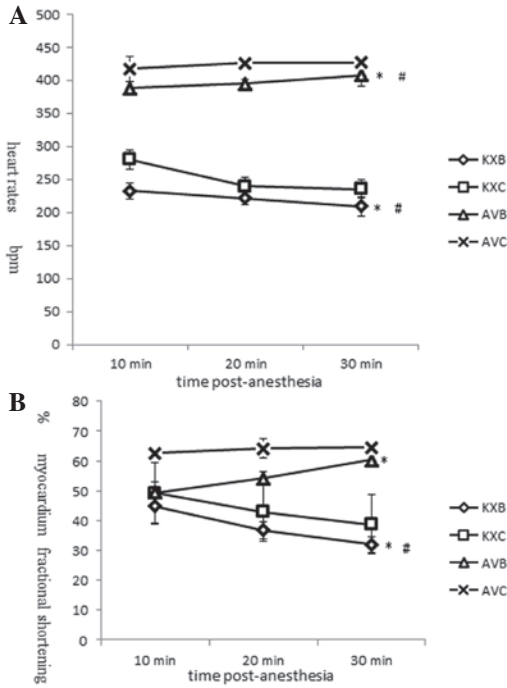 A
500
450
400
350
300
250
200
150
100
50
0
heart rates bpm
* #
* #
10 min 20 min 30 min
time post-anesthesia
KXB
KXC
AVB
AVC
B
80
70
60
50
40
30
20
10
0
% myocardium fractional shortening
*
* #
10 min 20 min 30 min
time post-anesthesia
KXB
KXC
AVB
AVC